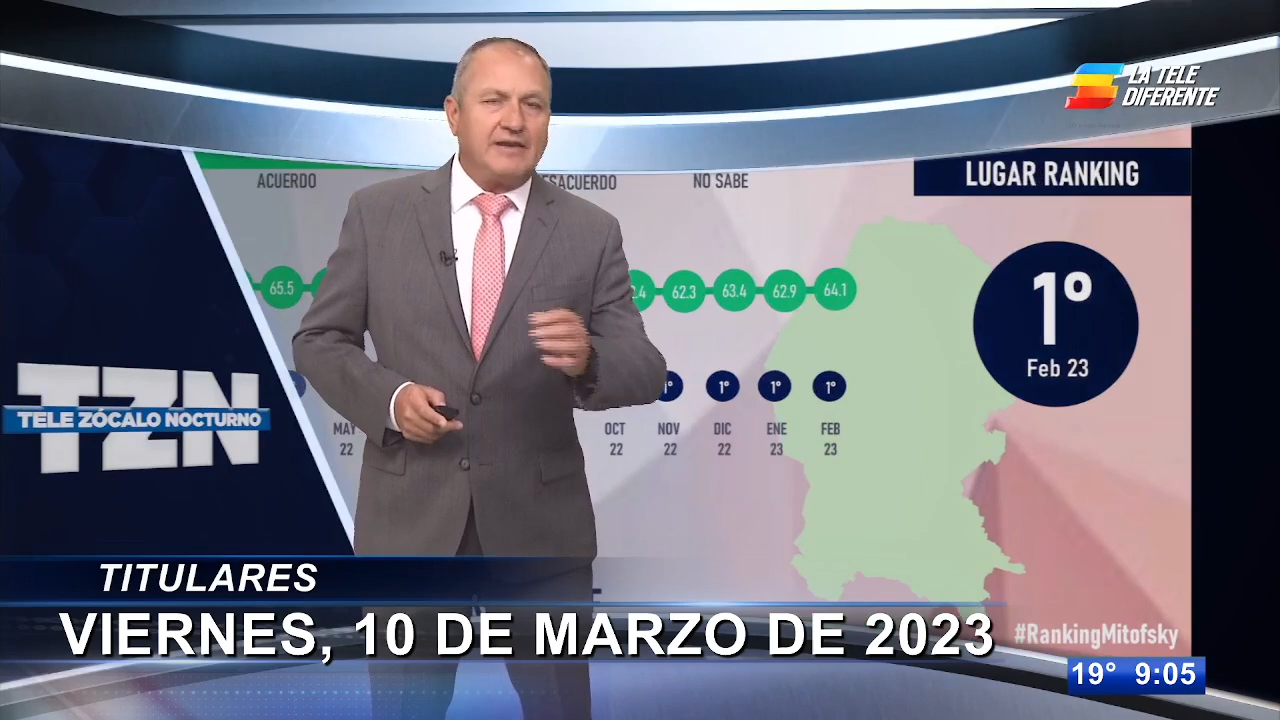 LA TELE
DIFERENTE
LUGAR RANKING
ACUERDO
NO SABE
65.5
62.3
63.4
62.9
64.1
1º
Feb 23
1º
1º
1º
MAY
22
OCT
22
NOV
22
DIC
22
ENE
23
FEB
23
TZN
TELE ZÓCALO NOCTURNO
TITULARES
VIERNES, 10 DE MARZO DE 2023
#RankingMitofsky
19° 9:05